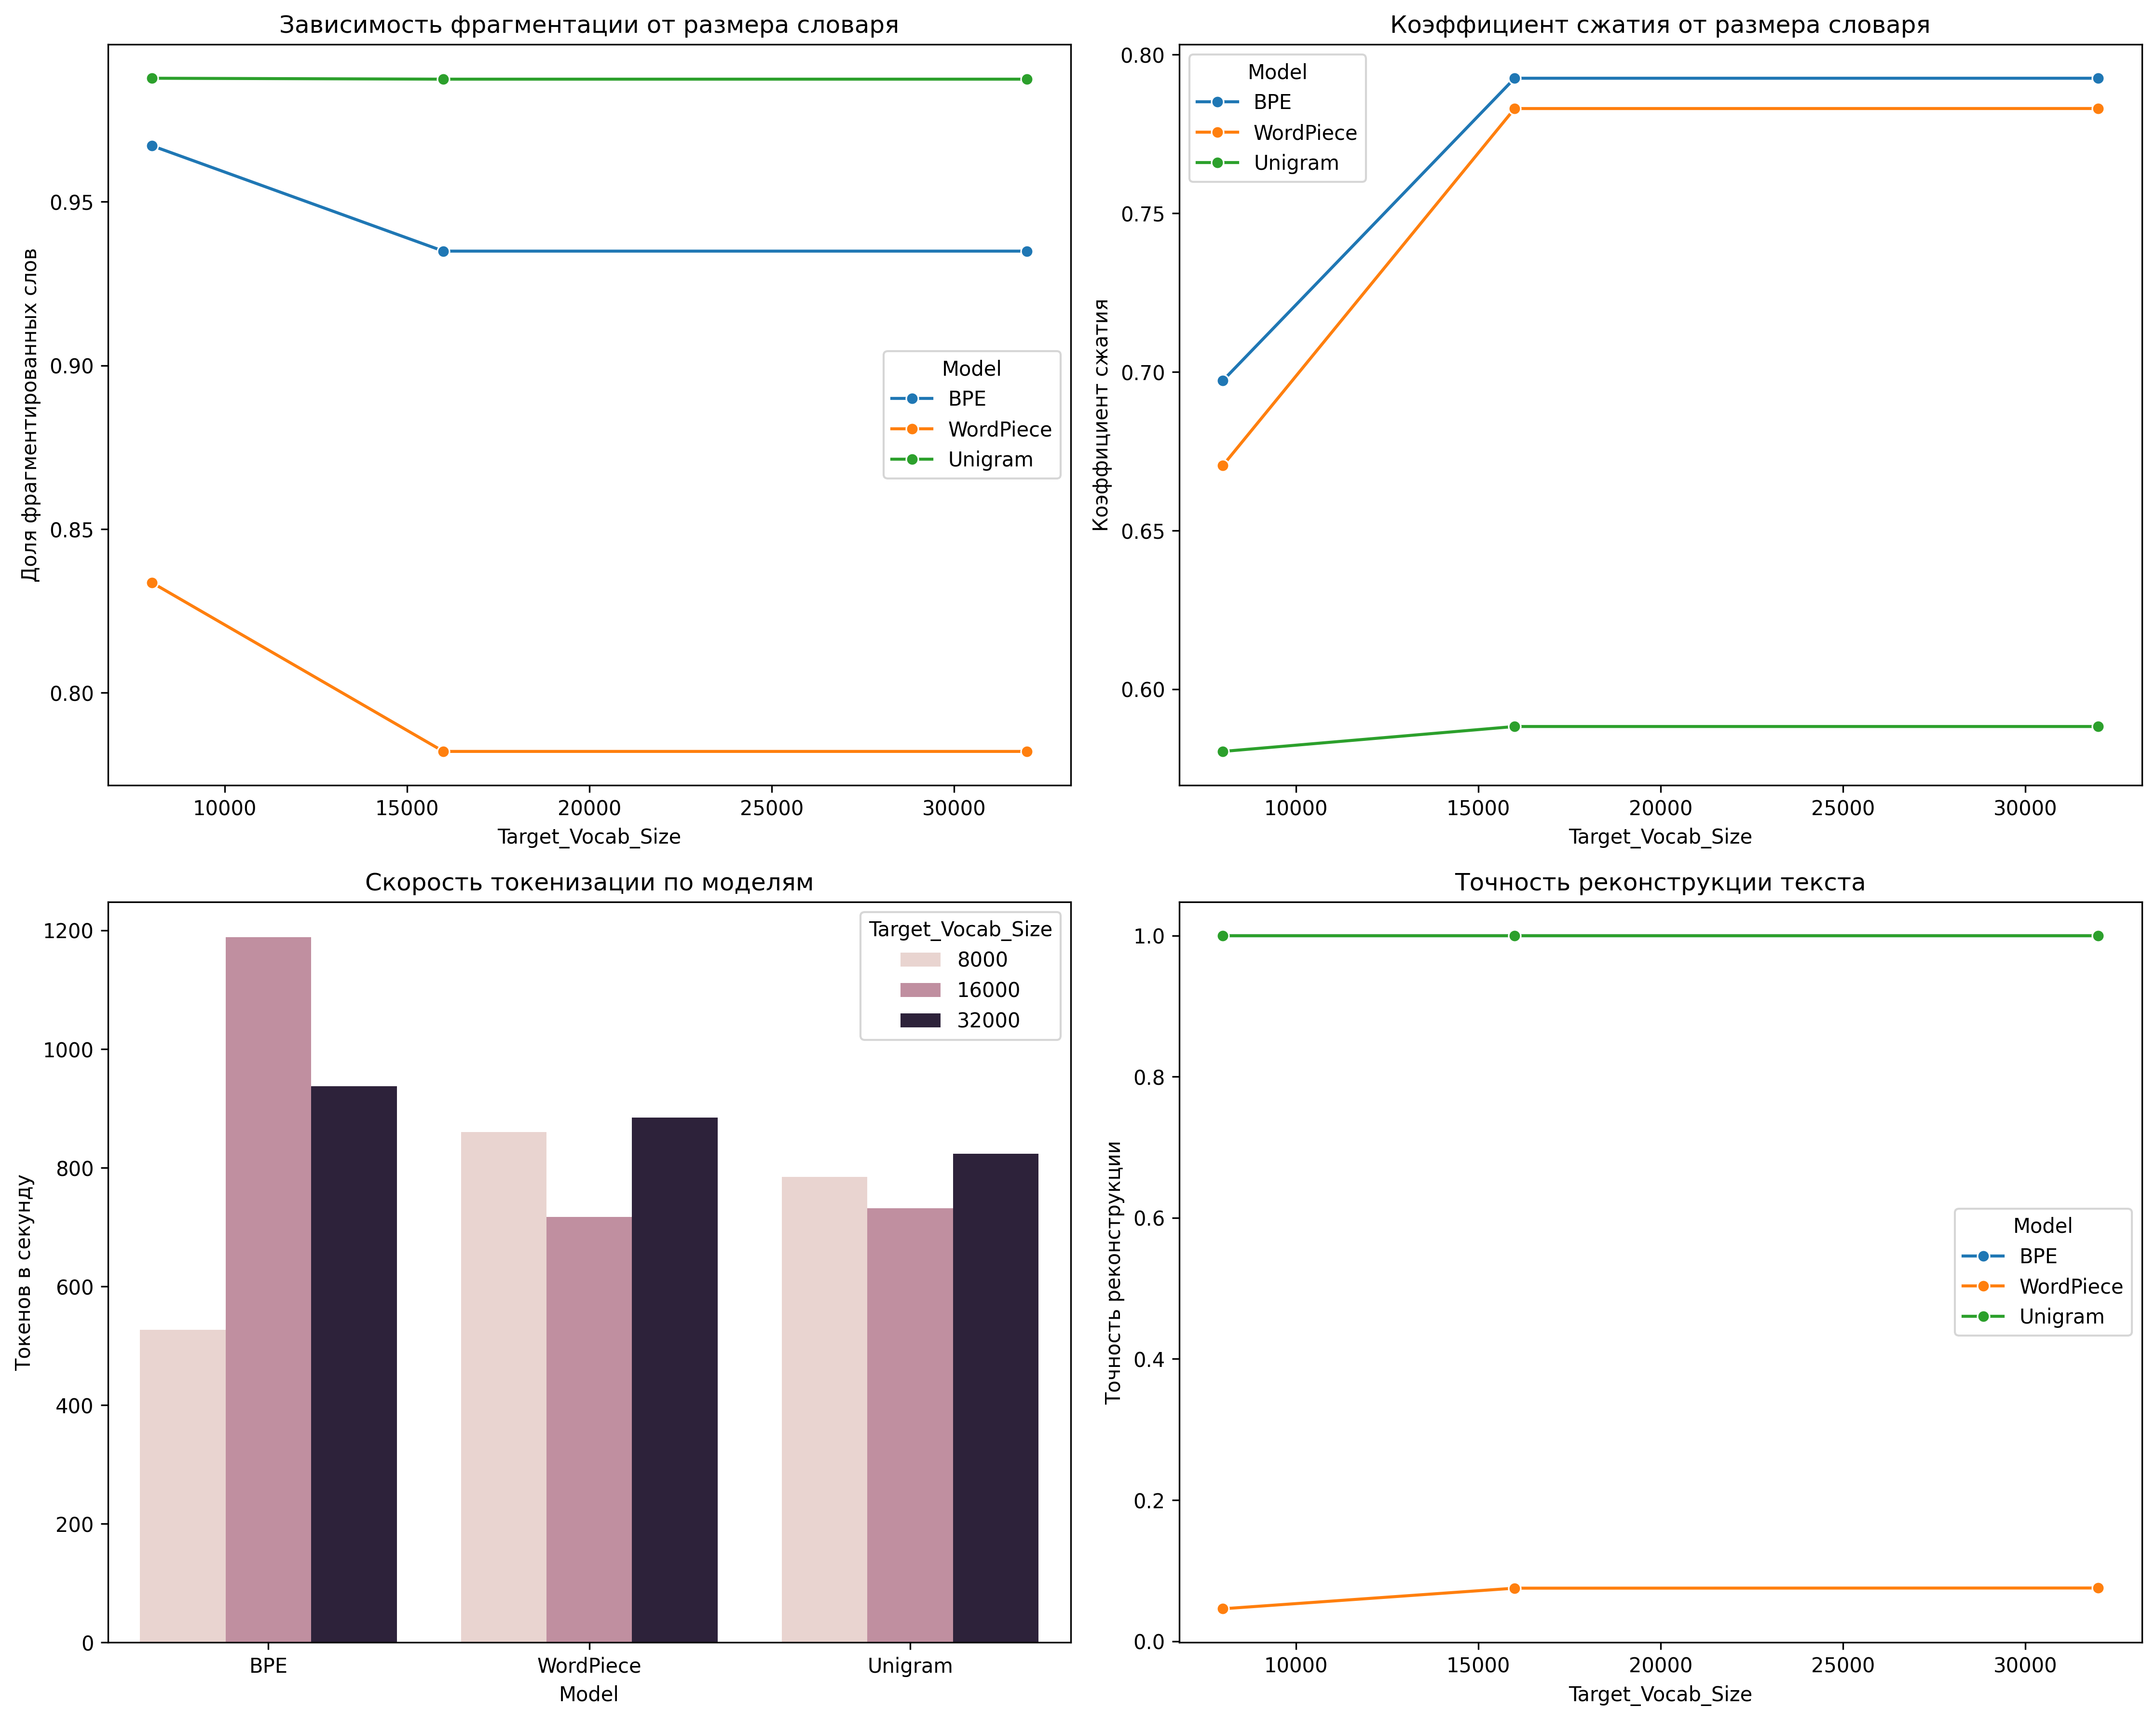 Зависимость фрагментации от размера словаря
Доля фрагментированных слов
0.95
0.90
0.85
0.80
Model
BPE
WordPiece
Unigram
10000 15000 20000 25000 30000
Target_Vocab_Size
Коэффициент сжатия от размера словаря
Коэффициент сжатия
0.80
0.75
0.70
0.65
0.60
Model
BPE
WordPiece
Unigram
10000 15000 20000 25000 30000
Target_Vocab_Size
Скорость токенизации по моделям
Токенов в секунду
1200
1000
800
600
400
200
0
Target_Vocab_Size
8000
16000
32000
BPE WordPiece Unigram
Model
Точность реконструкции текста
Точность реконструкции
1.0
0.8
0.6
0.4
0.2
0.0
Model
BPE
WordPiece
Unigram
10000 15000 20000 25000 30000
Target_Vocab_Size